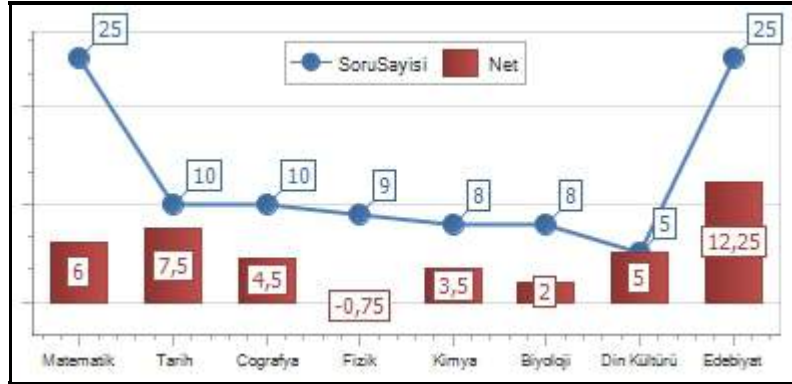 25
25
SoruSayisi
Net
10
10
9
8
8
5
6
7,5
4,5
-0,75
3,5
2
5
12,25
Matematik
Tarih
Cografya
Fizik
Kimya
Biyoloji
Din Kültürü
Edebiyat